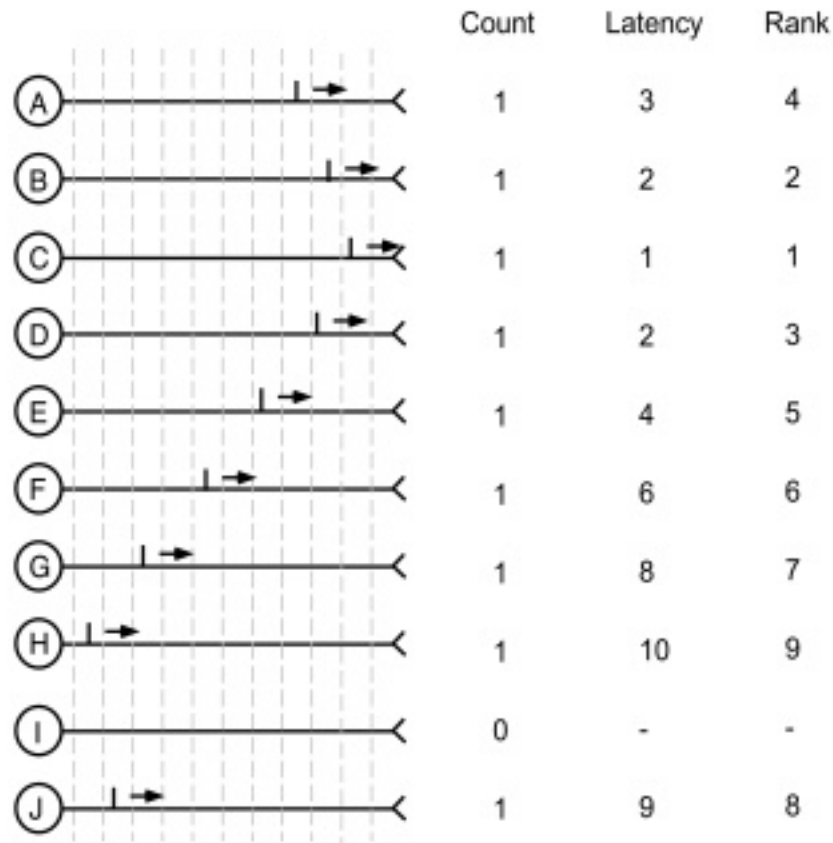 Count Latency Rank
A 1 3 4
B 1 2 2
C 1 1 1
D 1 2 3
E 1 4 5
F 1 6 6
G 1 8 7
H 1 10 9
I 0 - -
J 1 9 8